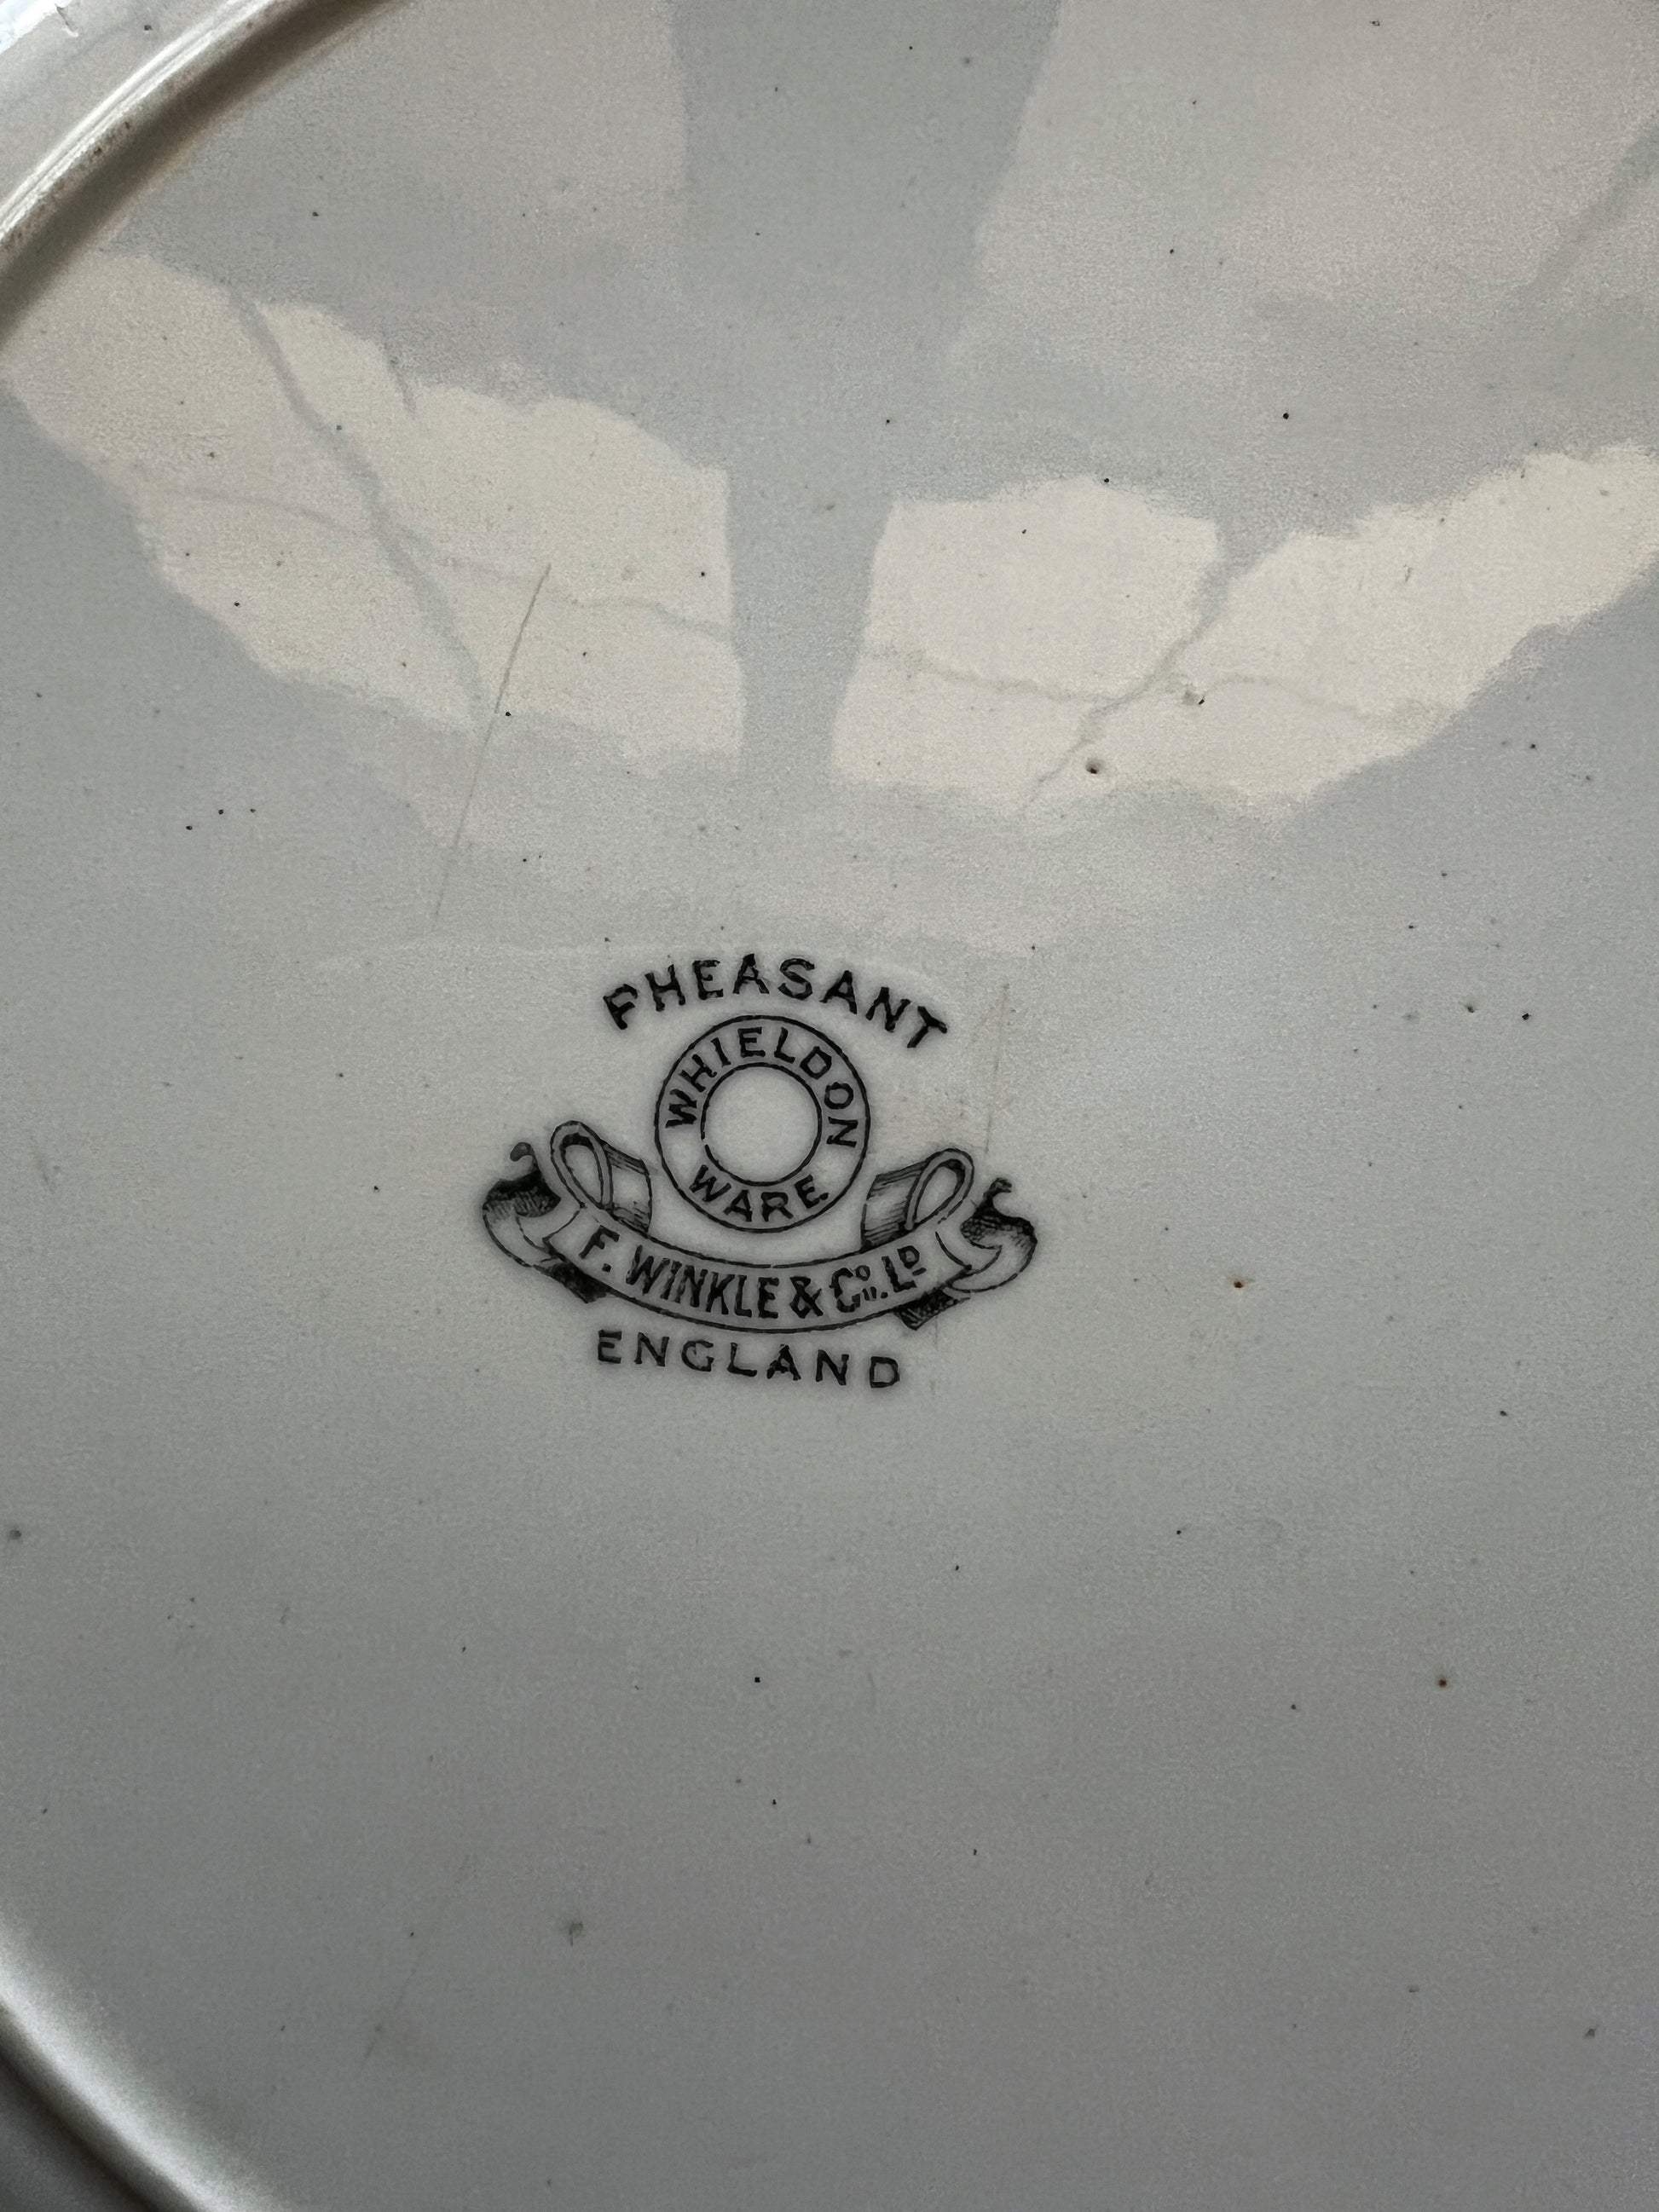 PHEASANT
WHIELDON
WARE
F. WINKLE & Cº. Lᴰ
ENGLAND